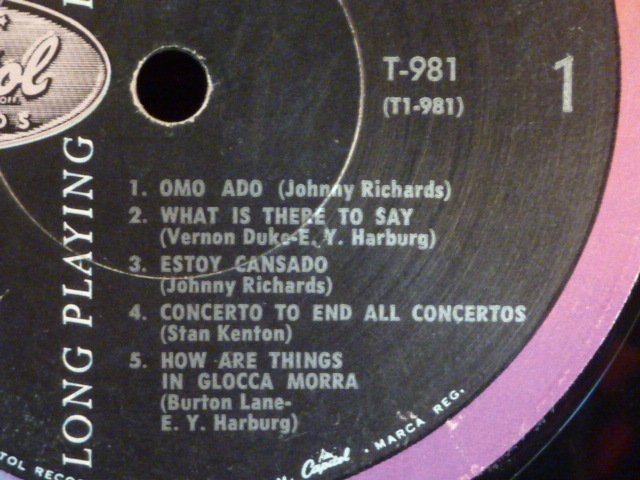 T-981
(T1-981)
1
1. OMO ADO (Johnny Richards)
2. WHAT IS THERE TO SAY
(Vernon Duke-E. Y. Harburg)
3. ESTOY CANSADO
(Johnny Richards)
4. CONCERTO TO END ALL CONCERTOS
(Stan Kenton)
5. HOW ARE THINGS
IN GLOCCA MORRA
(Burton Lane-
E. Y. Harburg)
LONG PLAYING
Capitol • MARCA REG.